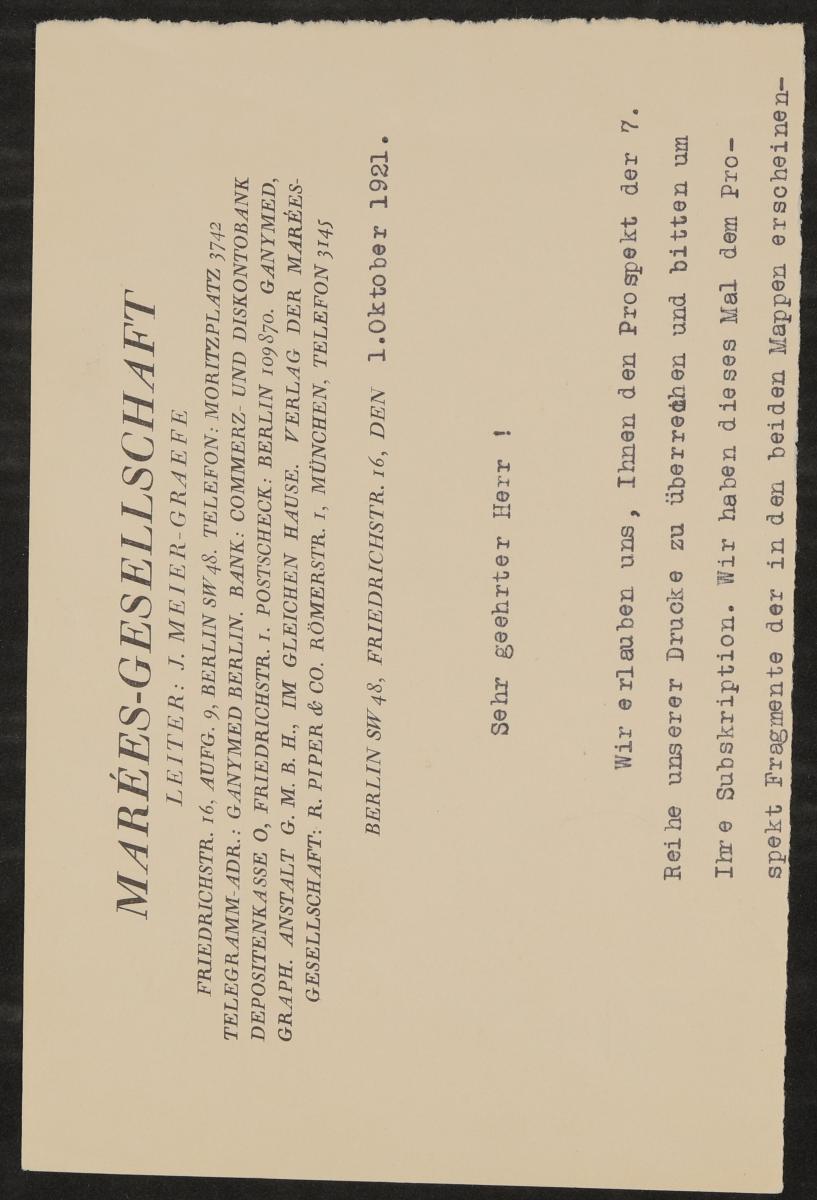 MARÉES-GESELLSCHAFT
LEITER: J. MEIER-GRAEFE
FRIEDRICHSTR. 16, AUFG. 9, BERLIN SW 48. TELEFON: MORITZPLATZ 3742
TELEGRAMM-ADR.: GANYMED BERLIN. BANK: COMMERZ- UND DISKONTOBANK
DEPOSITENKASSE O, FRIEDRICHSTR. 1. POSTSCHECK: BERLIN 109870. GANYMED,
GRAPH. ANSTALT G. M. B. H., IM GLEICHEN HAUSE. VERLAG DER MARÉES-
GESELLSCHAFT: R. PIPER & CO. RÖMERSTR. 1, MÜNCHEN, TELEFON 3145
BERLIN SW 48, FRIEDRICHSTR. 16, DEN 1.Oktober 1921.
Sehr geehrter Herr !
Wir erlauben uns, Ihnen den Prospekt der 7.
Reihe unserer Drucke zu überrechen und bitten um
Ihre Subskription. Wir haben dieses Mal dem Pro-
spekt Fragmente der in den beiden Mappen erscheinen-